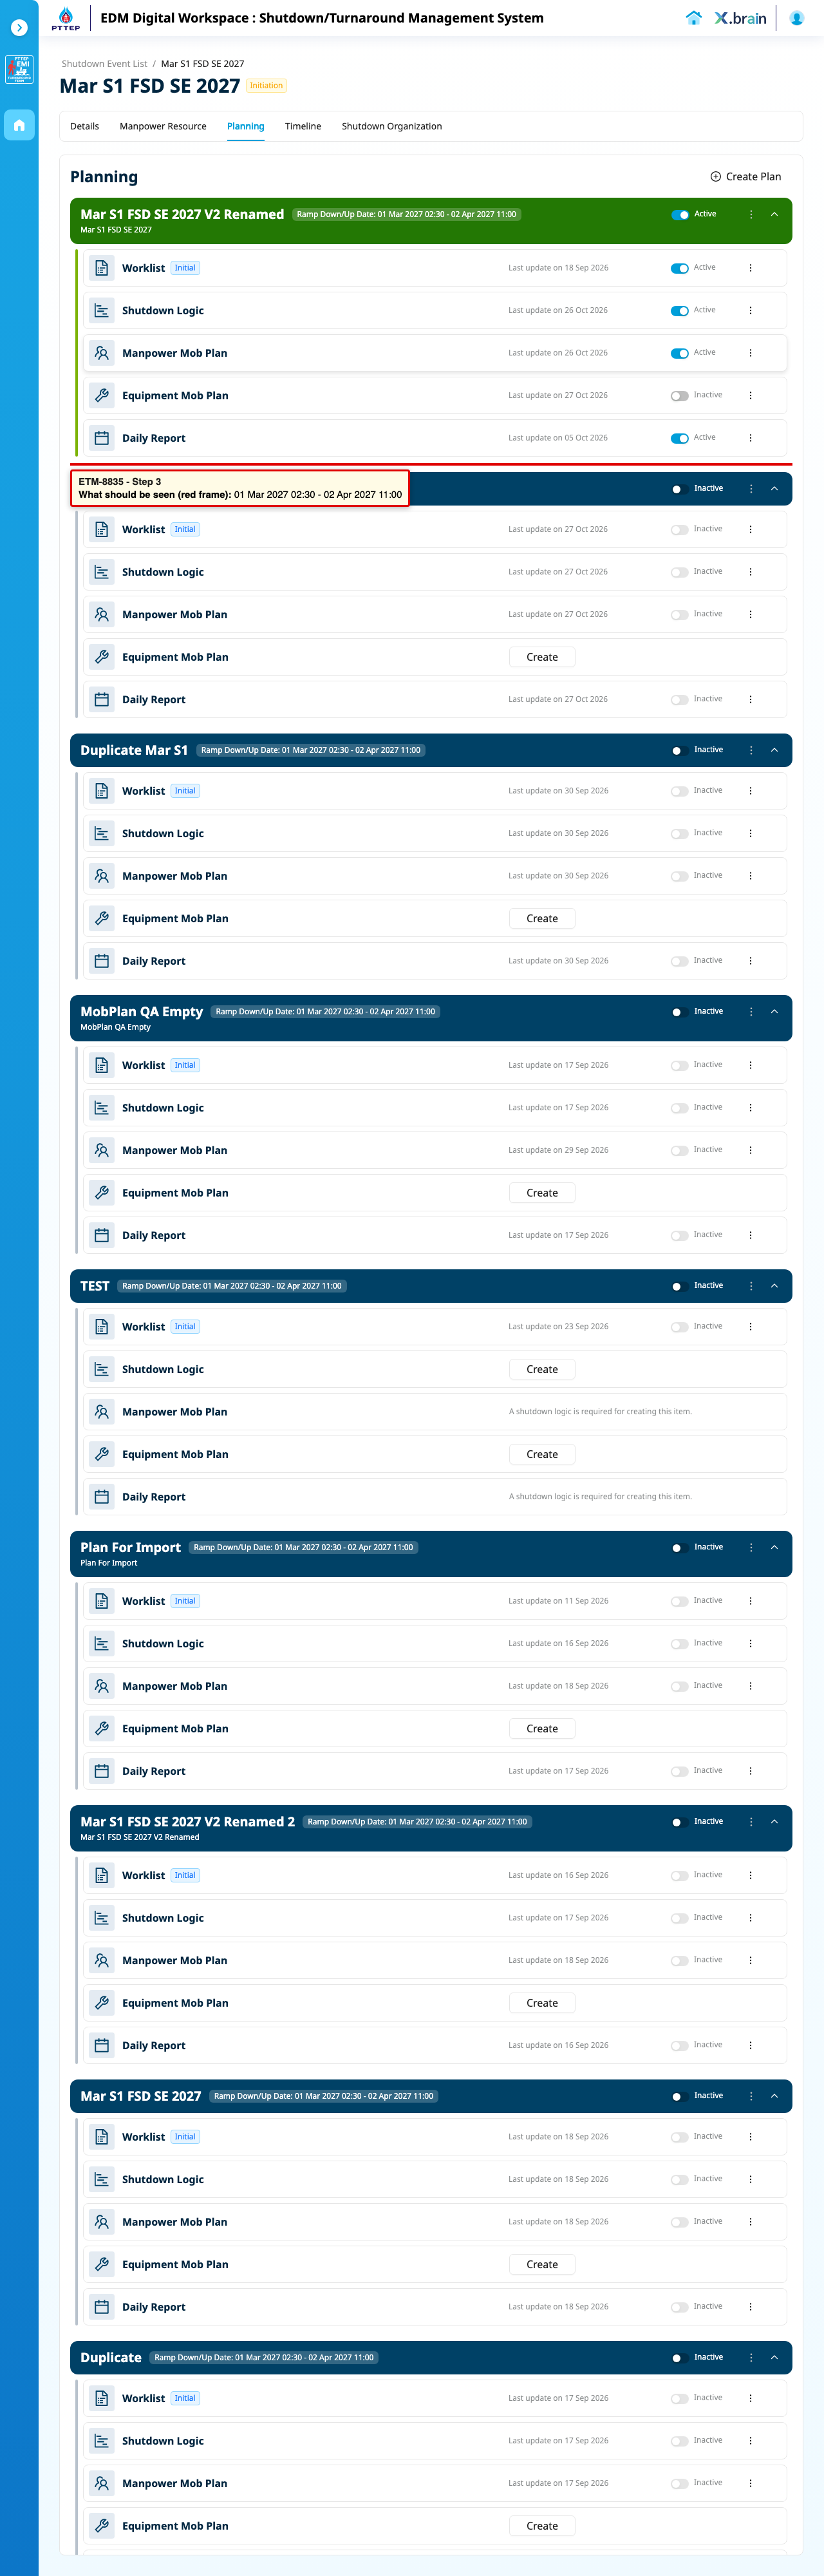 PTTEP
EDM Digital Workspace : Shutdown/Turnaround Management System
X.brain
PTTEP
EMI
Shutdown Event List / Mar S1 FSD SE 2027
Mar S1 FSD SE 2027 Initiation
Details Manpower Resource Planning Timeline Shutdown Organization
Planning Create Plan
Mar S1 FSD SE 2027 V2 Renamed Ramp Down/Up Date: 01 Mar 2027 02:30 - 02 Apr 2027 11:00 Active
Mar S1 FSD SE 2027
Worklist Initial Last update on 18 Sep 2026 Active
Shutdown Logic Last update on 26 Oct 2026 Active
Manpower Mob Plan Last update on 26 Oct 2026 Active
Equipment Mob Plan Last update on 27 Oct 2026 Inactive
Daily Report Last update on 05 Oct 2026 Active
ETM-8835 - Step 3
What should be seen (red frame): 01 Mar 2027 02:30 - 02 Apr 2027 11:00 Inactive
Worklist Initial Last update on 27 Oct 2026 Inactive
Shutdown Logic Last update on 27 Oct 2026 Inactive
Manpower Mob Plan Last update on 27 Oct 2026 Inactive
Equipment Mob Plan Create
Daily Report Last update on 27 Oct 2026 Inactive
Duplicate Mar S1 Ramp Down/Up Date: 01 Mar 2027 02:30 - 02 Apr 2027 11:00 Inactive
Worklist Initial Last update on 30 Sep 2026 Inactive
Shutdown Logic Last update on 30 Sep 2026 Inactive
Manpower Mob Plan Last update on 30 Sep 2026 Inactive
Equipment Mob Plan Create
Daily Report Last update on 30 Sep 2026 Inactive
MobPlan QA Empty Ramp Down/Up Date: 01 Mar 2027 02:30 - 02 Apr 2027 11:00 Inactive
MobPlan QA Empty
Worklist Initial Last update on 17 Sep 2026 Inactive
Shutdown Logic Last update on 17 Sep 2026 Inactive
Manpower Mob Plan Last update on 29 Sep 2026 Inactive
Equipment Mob Plan Create
Daily Report Last update on 17 Sep 2026 Inactive
TEST Ramp Down/Up Date: 01 Mar 2027 02:30 - 02 Apr 2027 11:00 Inactive
Worklist Initial Last update on 23 Sep 2026 Inactive
Shutdown Logic Create
Manpower Mob Plan A shutdown logic is required for creating this item.
Equipment Mob Plan Create
Daily Report A shutdown logic is required for creating this item.
Plan For Import Ramp Down/Up Date: 01 Mar 2027 02:30 - 02 Apr 2027 11:00 Inactive
Plan For Import
Worklist Initial Last update on 11 Sep 2026 Inactive
Shutdown Logic Last update on 16 Sep 2026 Inactive
Manpower Mob Plan Last update on 18 Sep 2026 Inactive
Equipment Mob Plan Create
Daily Report Last update on 17 Sep 2026 Inactive
Mar S1 FSD SE 2027 V2 Renamed 2 Ramp Down/Up Date: 01 Mar 2027 02:30 - 02 Apr 2027 11:00 Inactive
Mar S1 FSD SE 2027 V2 Renamed
Worklist Initial Last update on 16 Sep 2026 Inactive
Shutdown Logic Last update on 17 Sep 2026 Inactive
Manpower Mob Plan Last update on 18 Sep 2026 Inactive
Equipment Mob Plan Create
Daily Report Last update on 16 Sep 2026 Inactive
Mar S1 FSD SE 2027 Ramp Down/Up Date: 01 Mar 2027 02:30 - 02 Apr 2027 11:00 Inactive
Worklist Initial Last update on 18 Sep 2026 Inactive
Shutdown Logic Last update on 18 Sep 2026 Inactive
Manpower Mob Plan Last update on 18 Sep 2026 Inactive
Equipment Mob Plan Create
Daily Report Last update on 18 Sep 2026 Inactive
Duplicate Ramp Down/Up Date: 01 Mar 2027 02:30 - 02 Apr 2027 11:00 Inactive
Worklist Initial Last update on 17 Sep 2026 Inactive
Shutdown Logic Last update on 17 Sep 2026 Inactive
Manpower Mob Plan Last update on 17 Sep 2026 Inactive
Equipment Mob Plan Create